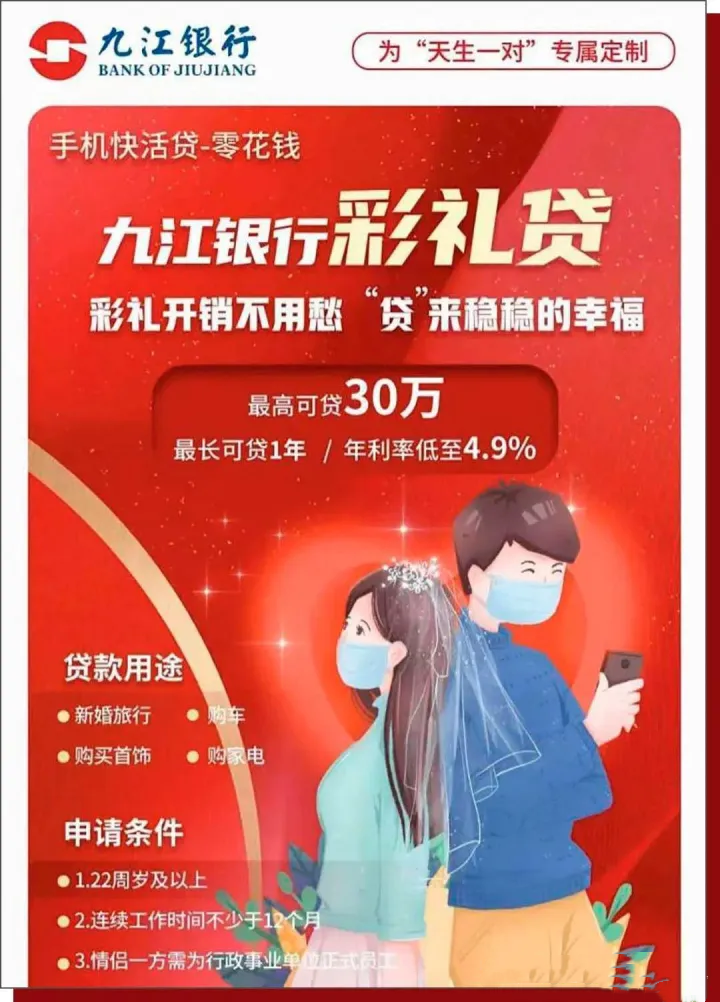 九江银行
BANK OF JIUJIANG
为“天生一对”专属定制
手机快活贷-零花钱
九江银行彩礼贷
彩礼开销不用愁 “贷”来稳稳的幸福
最高可贷30万
最长可贷1年 / 年利率低至4.9%
贷款用途
新婚旅行 购车
购买首饰 购家电
申请条件
1.22周岁及以上
2.连续工作时间不少于12个月
3.情侣一方需为行政事业单位正式员工